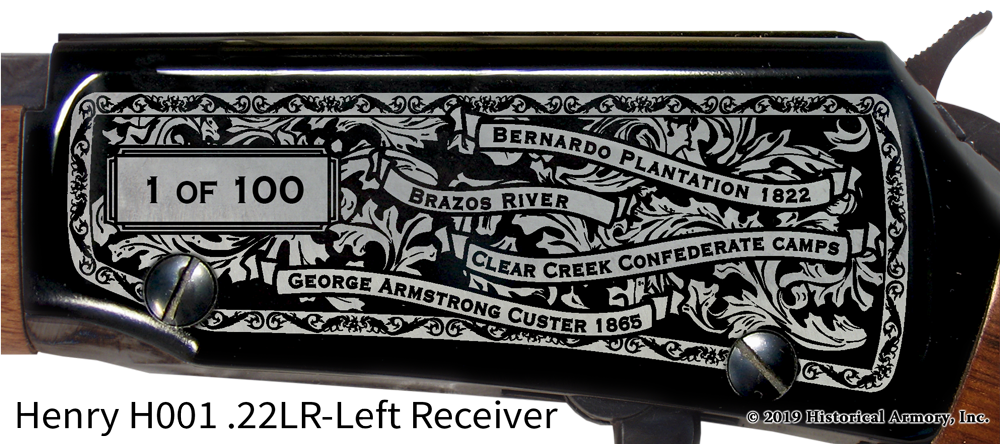 BERNARDO PLANTATION 1822
1 OF 100
BRAZOS RIVER
CLEAR CREEK CONFEDERATE CAMPS
GEORGE ARMSTRONG CUSTER 1865
Henry H001 .22LR-Left Receiver
© 2019 Historical Armory, Inc.